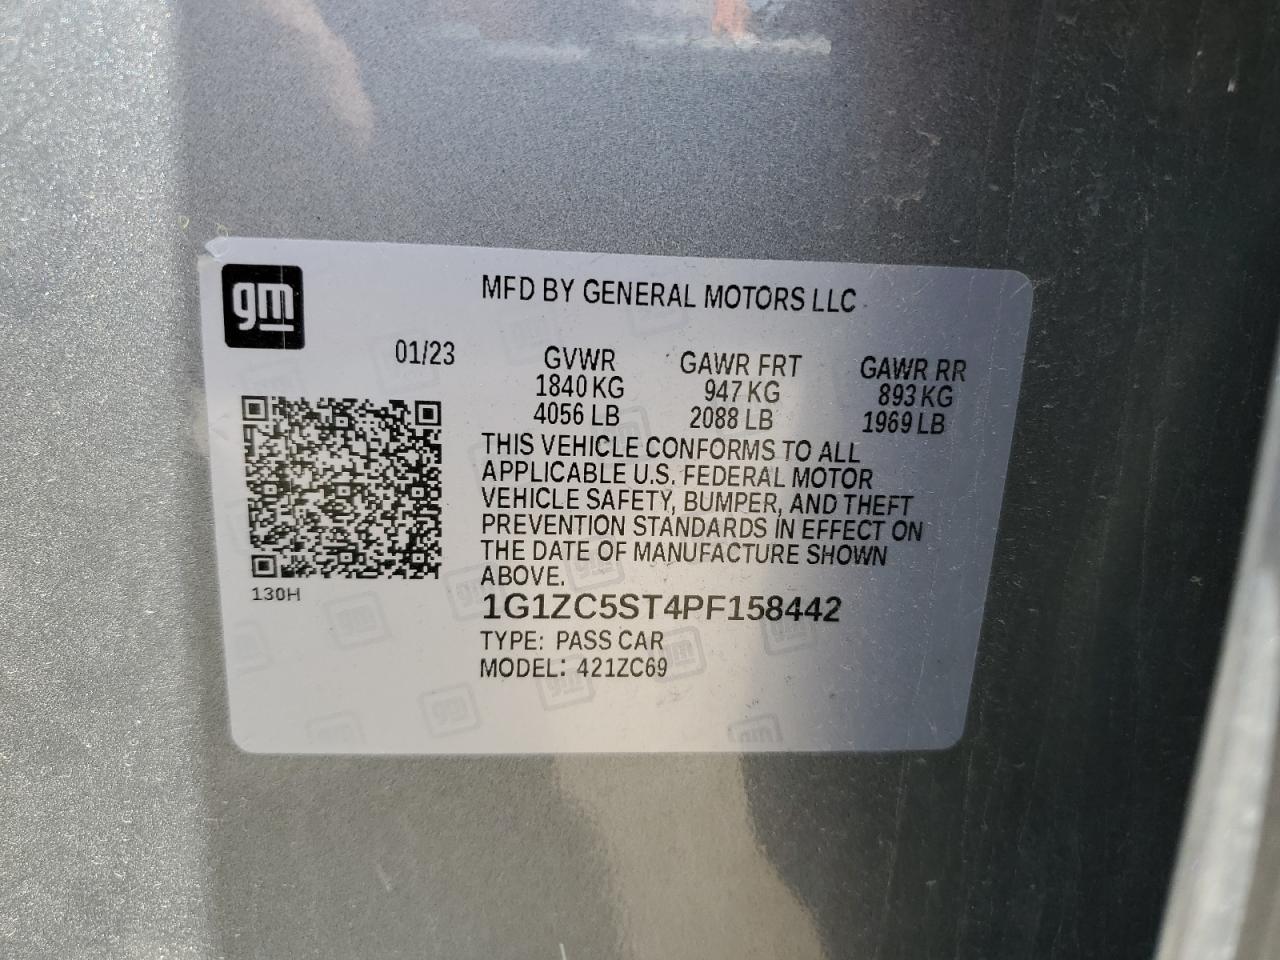 gm
MFD BY GENERAL MOTORS LLC
01/23
GVWR GAWR FRT GAWR RR
1840 KG 947 KG 893 KG
4056 LB 2088 LB 1969 LB
THIS VEHICLE CONFORMS TO ALL
APPLICABLE U.S. FEDERAL MOTOR
VEHICLE SAFETY, BUMPER, AND THEFT
PREVENTION STANDARDS IN EFFECT ON
THE DATE OF MANUFACTURE SHOWN
ABOVE.
130H
1G1ZC5ST4PF158442
TYPE: PASS CAR
MODEL: 421ZC69